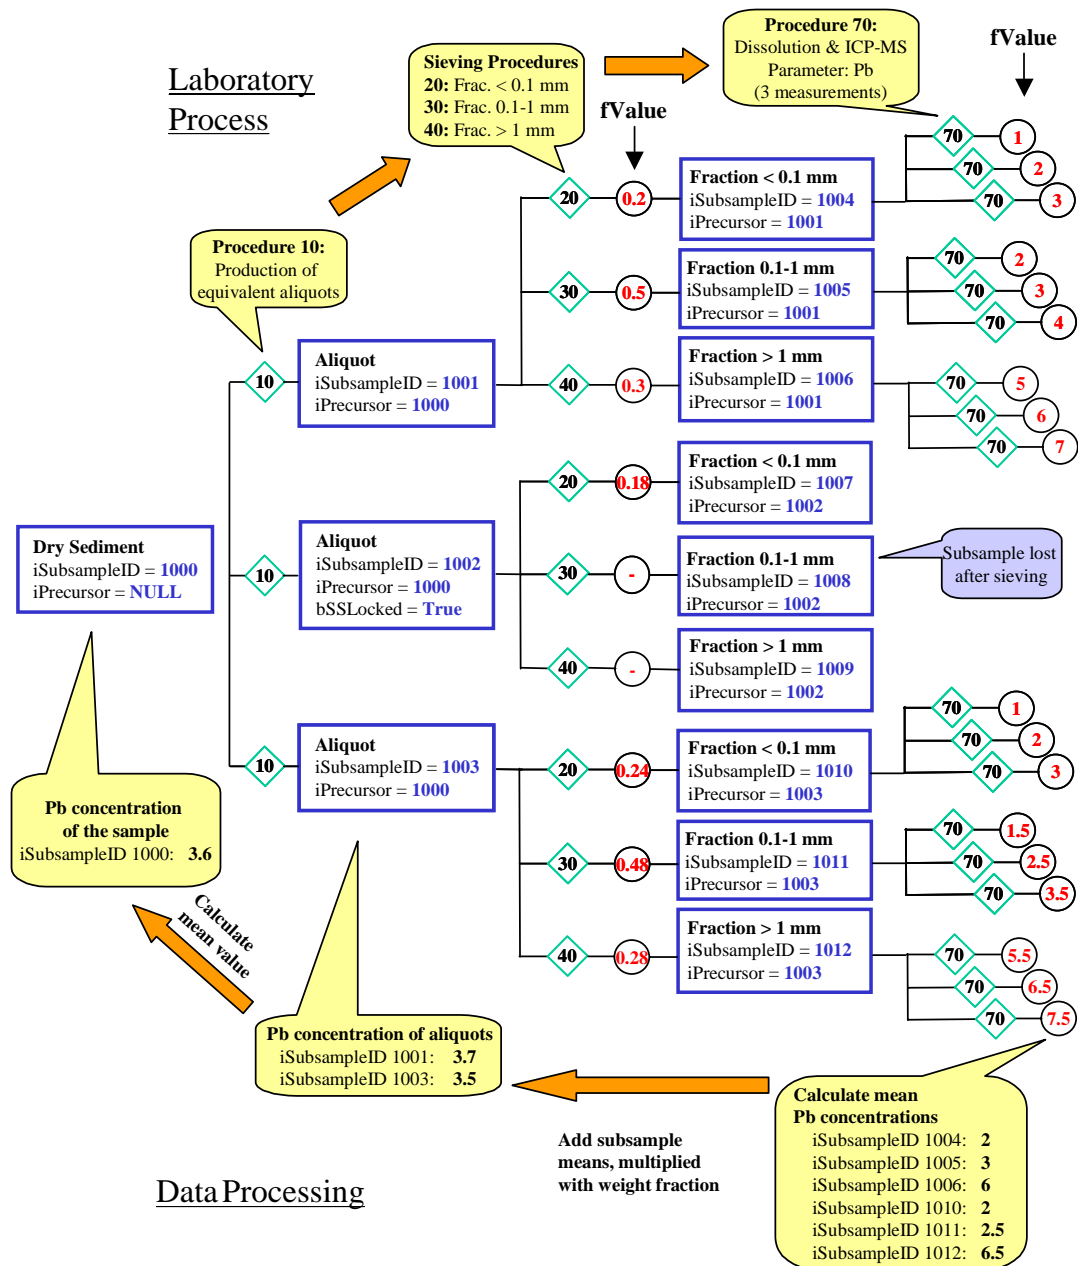 Laboratory
Process
Sieving Procedures
20: Frac. < 0.1 mm
30: Frac. 0.1-1 mm
40: Frac. > 1 mm
Procedure 70:
Dissolution & ICP-MS
Parameter: Pb
(3 measurements)
fValue
fValue
Procedure 10:
Production of
equivalent aliquots
10
Aliquot
iSubsampleID = 1001
iPrecursor = 1000
20
0.2
Fraction < 0.1 mm
iSubsampleID = 1004
iPrecursor = 1001
70
1
70
2
70
3
30
0.5
Fraction 0.1-1 mm
iSubsampleID = 1005
iPrecursor = 1001
70
2
70
3
70
4
40
0.3
Fraction > 1 mm
iSubsampleID = 1006
iPrecursor = 1001
70
5
70
6
70
7
Dry Sediment
iSubsampleID = 1000
iPrecursor = NULL
10
Aliquot
iSubsampleID = 1002
iPrecursor = 1000
bSSLocked = True
20
0.18
Fraction < 0.1 mm
iSubsampleID = 1007
iPrecursor = 1002
30
-
Fraction 0.1-1 mm
iSubsampleID = 1008
iPrecursor = 1002
Subsample lost
after sieving
40
-
Fraction > 1 mm
iSubsampleID = 1009
iPrecursor = 1002
10
Aliquot
iSubsampleID = 1003
iPrecursor = 1000
20
0.24
Fraction < 0.1 mm
iSubsampleID = 1010
iPrecursor = 1003
70
1
70
2
70
3
30
0.48
Fraction 0.1-1 mm
iSubsampleID = 1011
iPrecursor = 1003
70
1.5
70
2.5
70
3.5
40
0.28
Fraction > 1 mm
iSubsampleID = 1012
iPrecursor = 1003
70
5.5
70
6.5
70
7.5
Pb concentration
of the sample
iSubsampleID 1000: 3.6
Calculate
mean value
Pb concentration of aliquots
iSubsampleID 1001: 3.7
iSubsampleID 1003: 3.5
Add subsample
means, multiplied
with weight fraction
Calculate mean
Pb concentrations
iSubsampleID 1004: 2
iSubsampleID 1005: 3
iSubsampleID 1006: 6
iSubsampleID 1010: 2
iSubsampleID 1011: 2.5
iSubsampleID 1012: 6.5
Data Processing